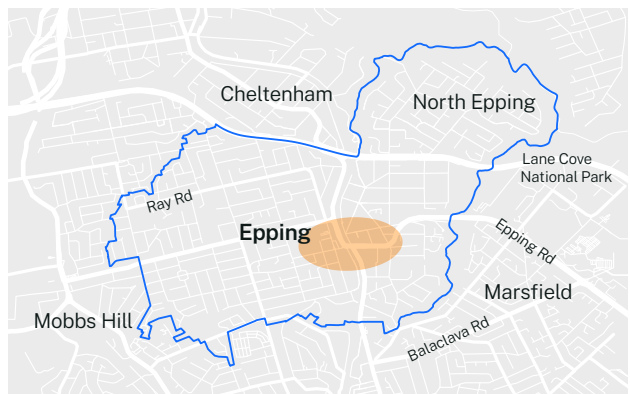 Cheltenham
North Epping
Lane Cove
National Park
Ray Rd
Epping
Epping Rd
Marsfield
Mobbs Hill
Balaclava Rd